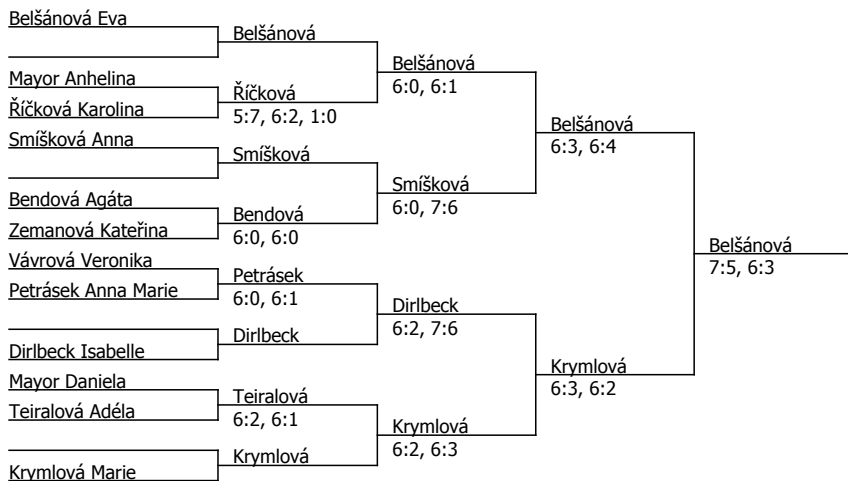 Belšánová Eva
Mayor Anhelina
Říčková Karolina
Smíšková Anna
Bendová Agáta
Zemanová Kateřina
Vávrová Veronika
Petrásek Anna Marie
Dirlbeck Isabelle
Mayor Daniela
Teiralová Adéla
Krymlová Marie
Belšánová
Říčková
5:7, 6:2, 1:0
Smíšková
Bendová
6:0, 6:0
Petrásek
6:0, 6:1
Dirlbeck
Teiralová
6:2, 6:1
Krymlová
Belšánová
6:0, 6:1
Smíšková
6:0, 7:6
Dirlbeck
6:2, 7:6
Krymlová
6:2, 6:3
Belšánová
6:3, 6:4
Krymlová
6:3, 6:2
Belšánová
7:5, 6:3